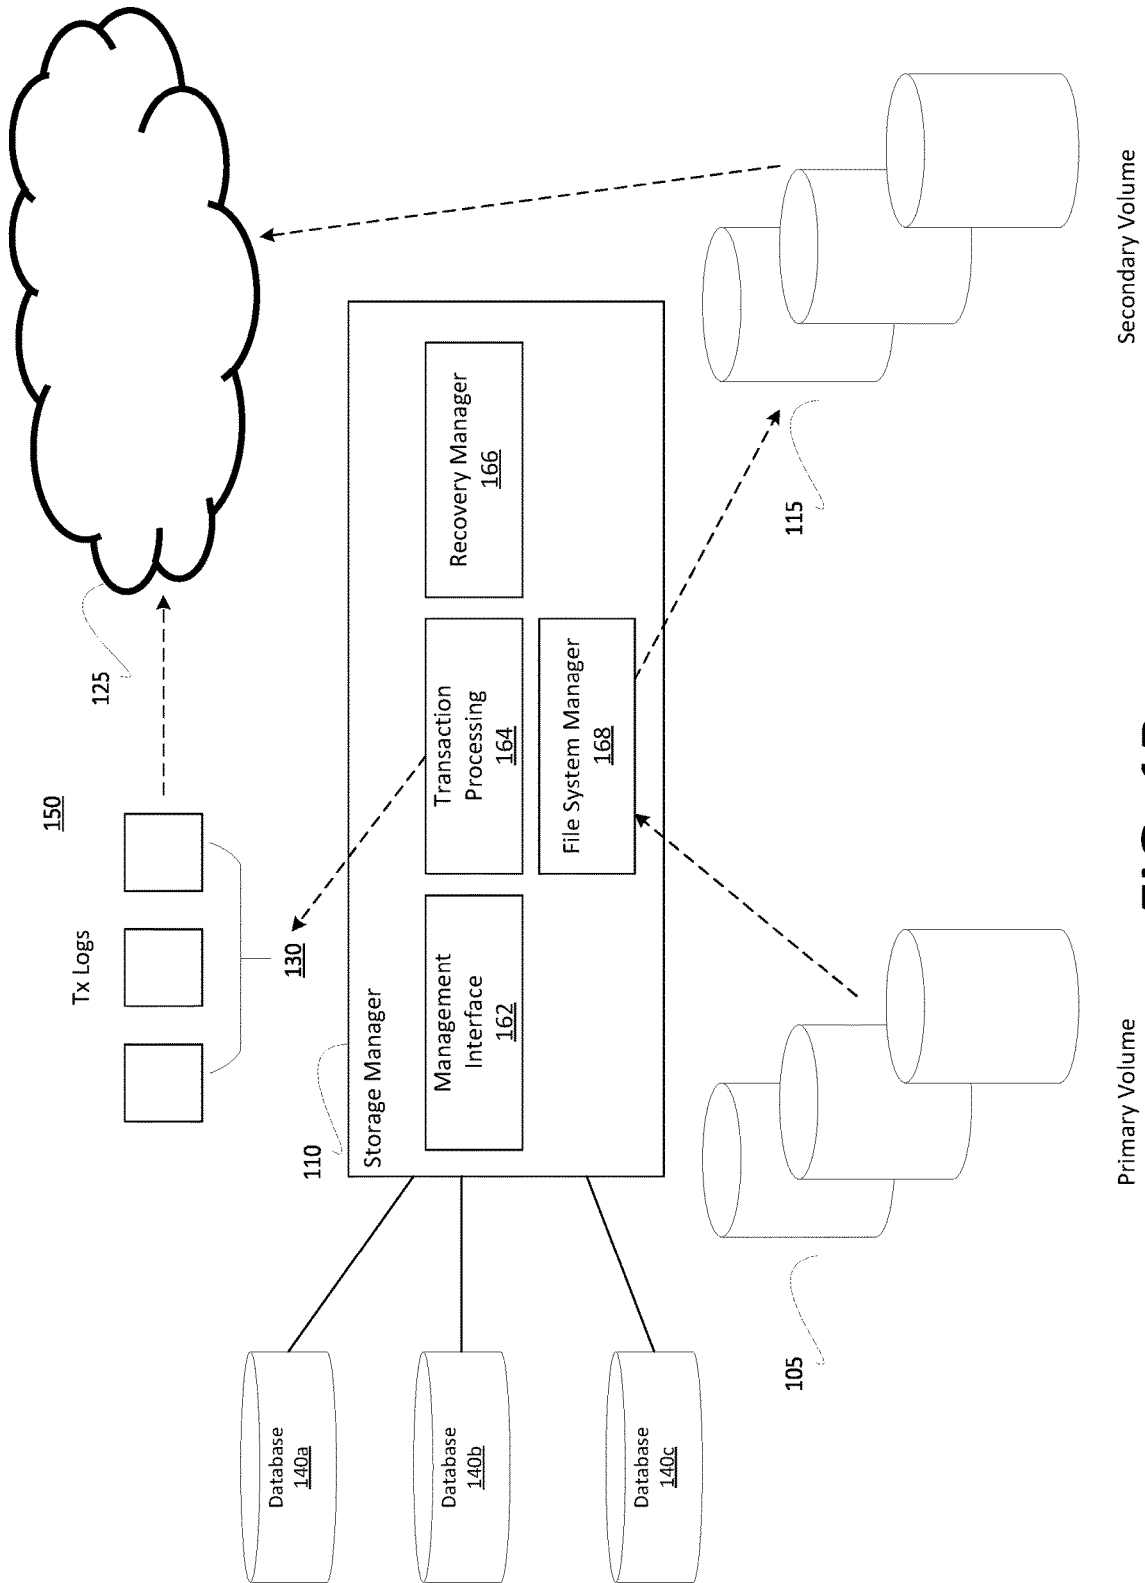 150
Tx Logs
125
130
110
Storage Manager
Management
Interface
162
Transaction
Processing
164
Recovery Manager
166
File System Manager
168
Database
140a
Database
140b
Database
140c
105
115
Primary Volume
Secondary Volume